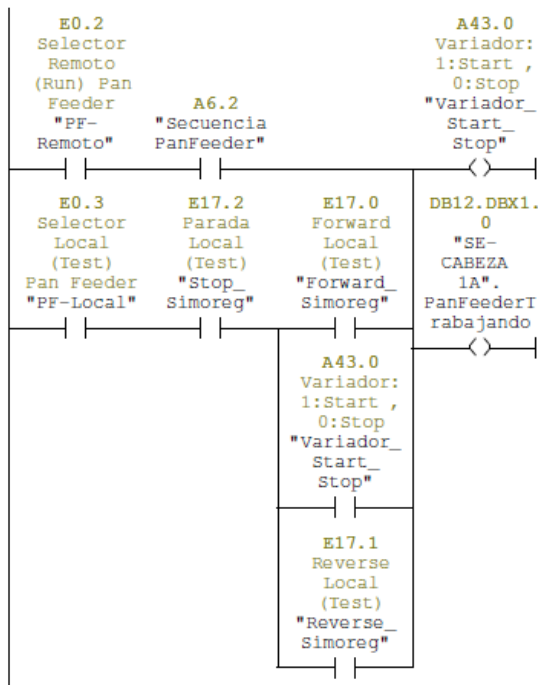 E0.2
Selector
Remoto
(Run) Pan
Feeder
"PF-
Remoto"
A6.2
"Secuencia
PanFeeder"
A43.0
Variador:
1:Start ,
0:Stop
"Variador_
Start_
Stop"
E0.3
Selector
Local
(Test)
Pan Feeder
"PF-Local"
E17.2
Parada
Local
(Test)
"Stop_
Simoreg"
E17.0
Forward
Local
(Test)
"Forward_
Simoreg"
DB12.DBX1.
0
"SE-
CABEZA
1A".
PanFeederT
rabajando
A43.0
Variador:
1:Start ,
0:Stop
"Variador_
Start_
Stop"
E17.1
Reverse
Local
(Test)
"Reverse_
Simoreg"